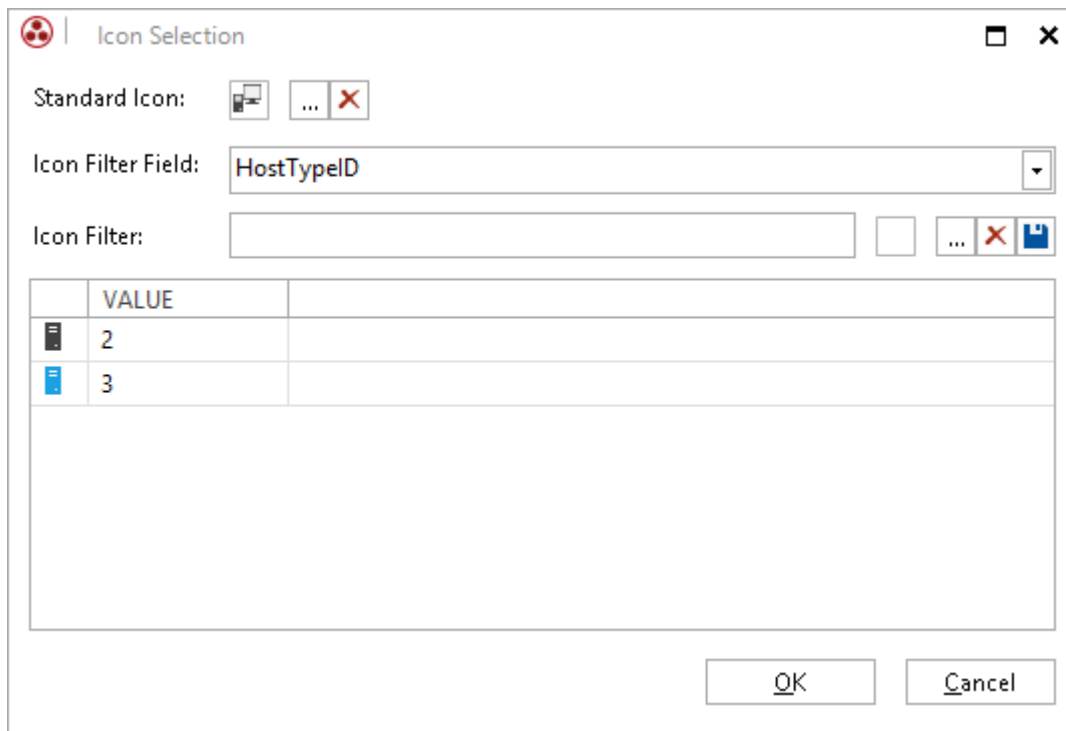 Icon Selection
Standard Icon:
...
Icon Filter Field:
HostTypeID
Icon Filter:
...
VALUE
2
3
OK
Cancel